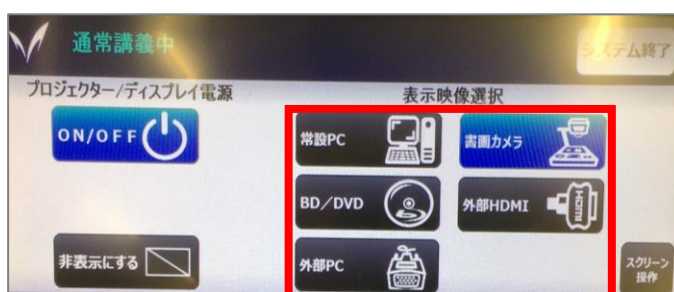 通常講義中
システム終了
プロジェクター/ディスプレイ電源
表示映像選択
ON/OFF
常設PC
書画カメラ
BD/DVD
外部HDMI
HDMI
非表示にする
外部PC
スクリーン
操作